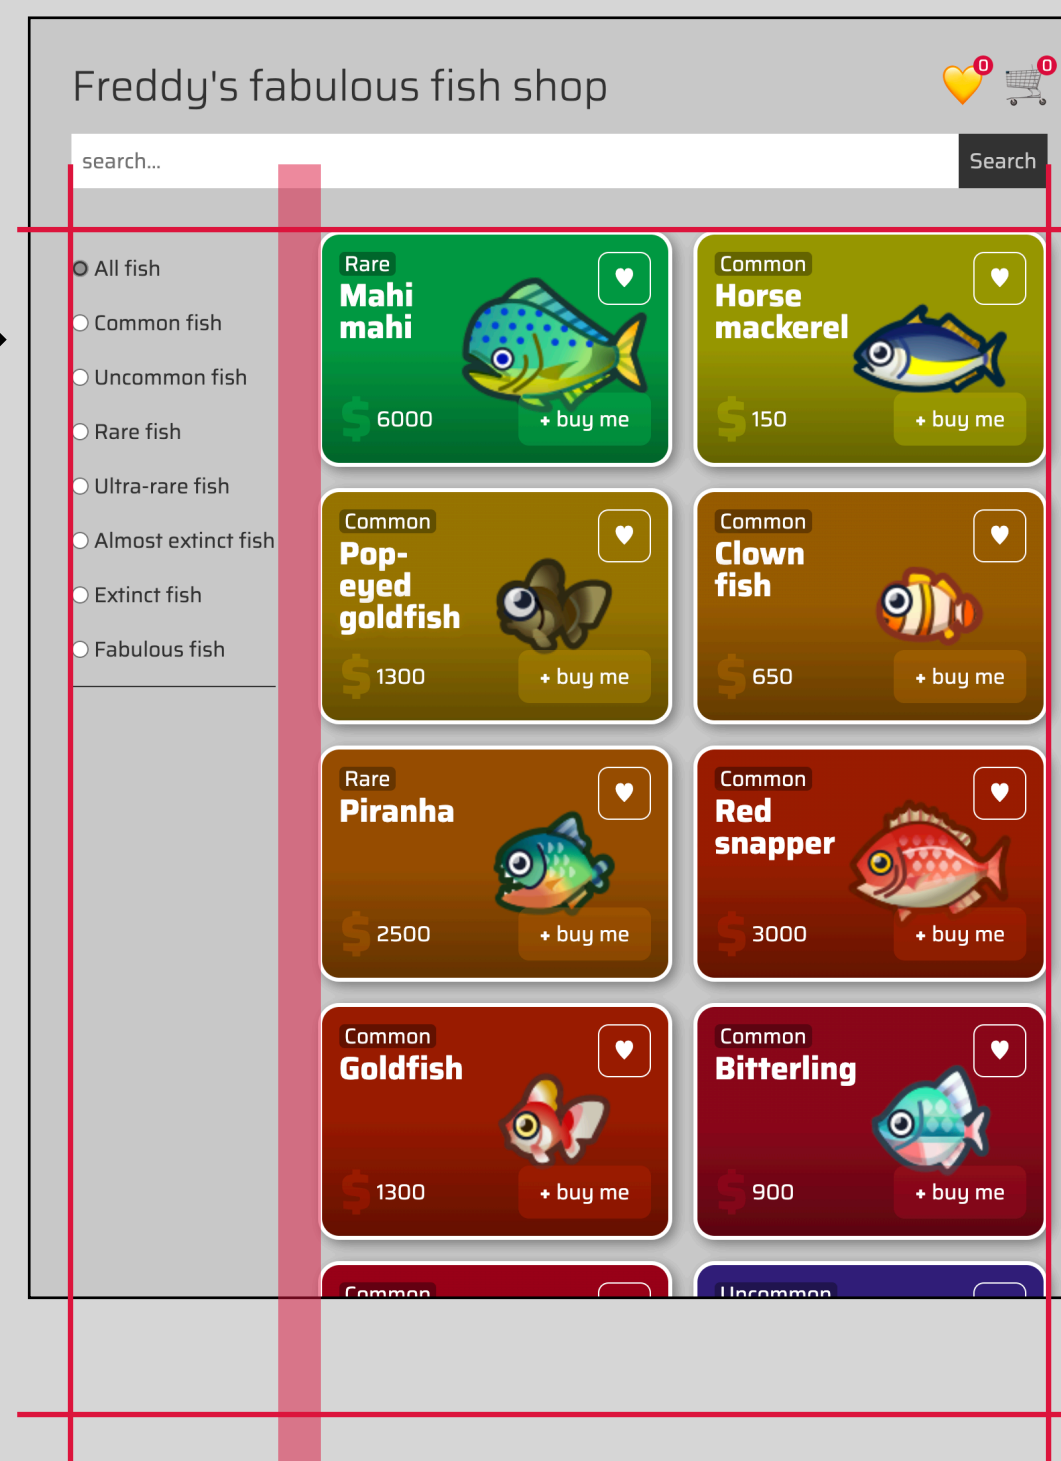 Freddy's fabulous fish shop
0
0
search...
Search
All fish
Common fish
Uncommon fish
Rare fish
Ultra-rare fish
Almost extinct fish
Extinct fish
Fabulous fish
Rare
Mahi
mahi
$ 6000
+ buy me
Common
Horse
mackerel
$ 150
+ buy me
Common
Pop-
eyed
goldfish
$ 1300
+ buy me
Common
Clown
fish
$ 650
+ buy me
Rare
Piranha
$ 2500
+ buy me
Common
Red
snapper
$ 3000
+ buy me
Common
Goldfish
$ 1300
+ buy me
Common
Bitterling
$ 900
+ buy me
Common
Uncommon